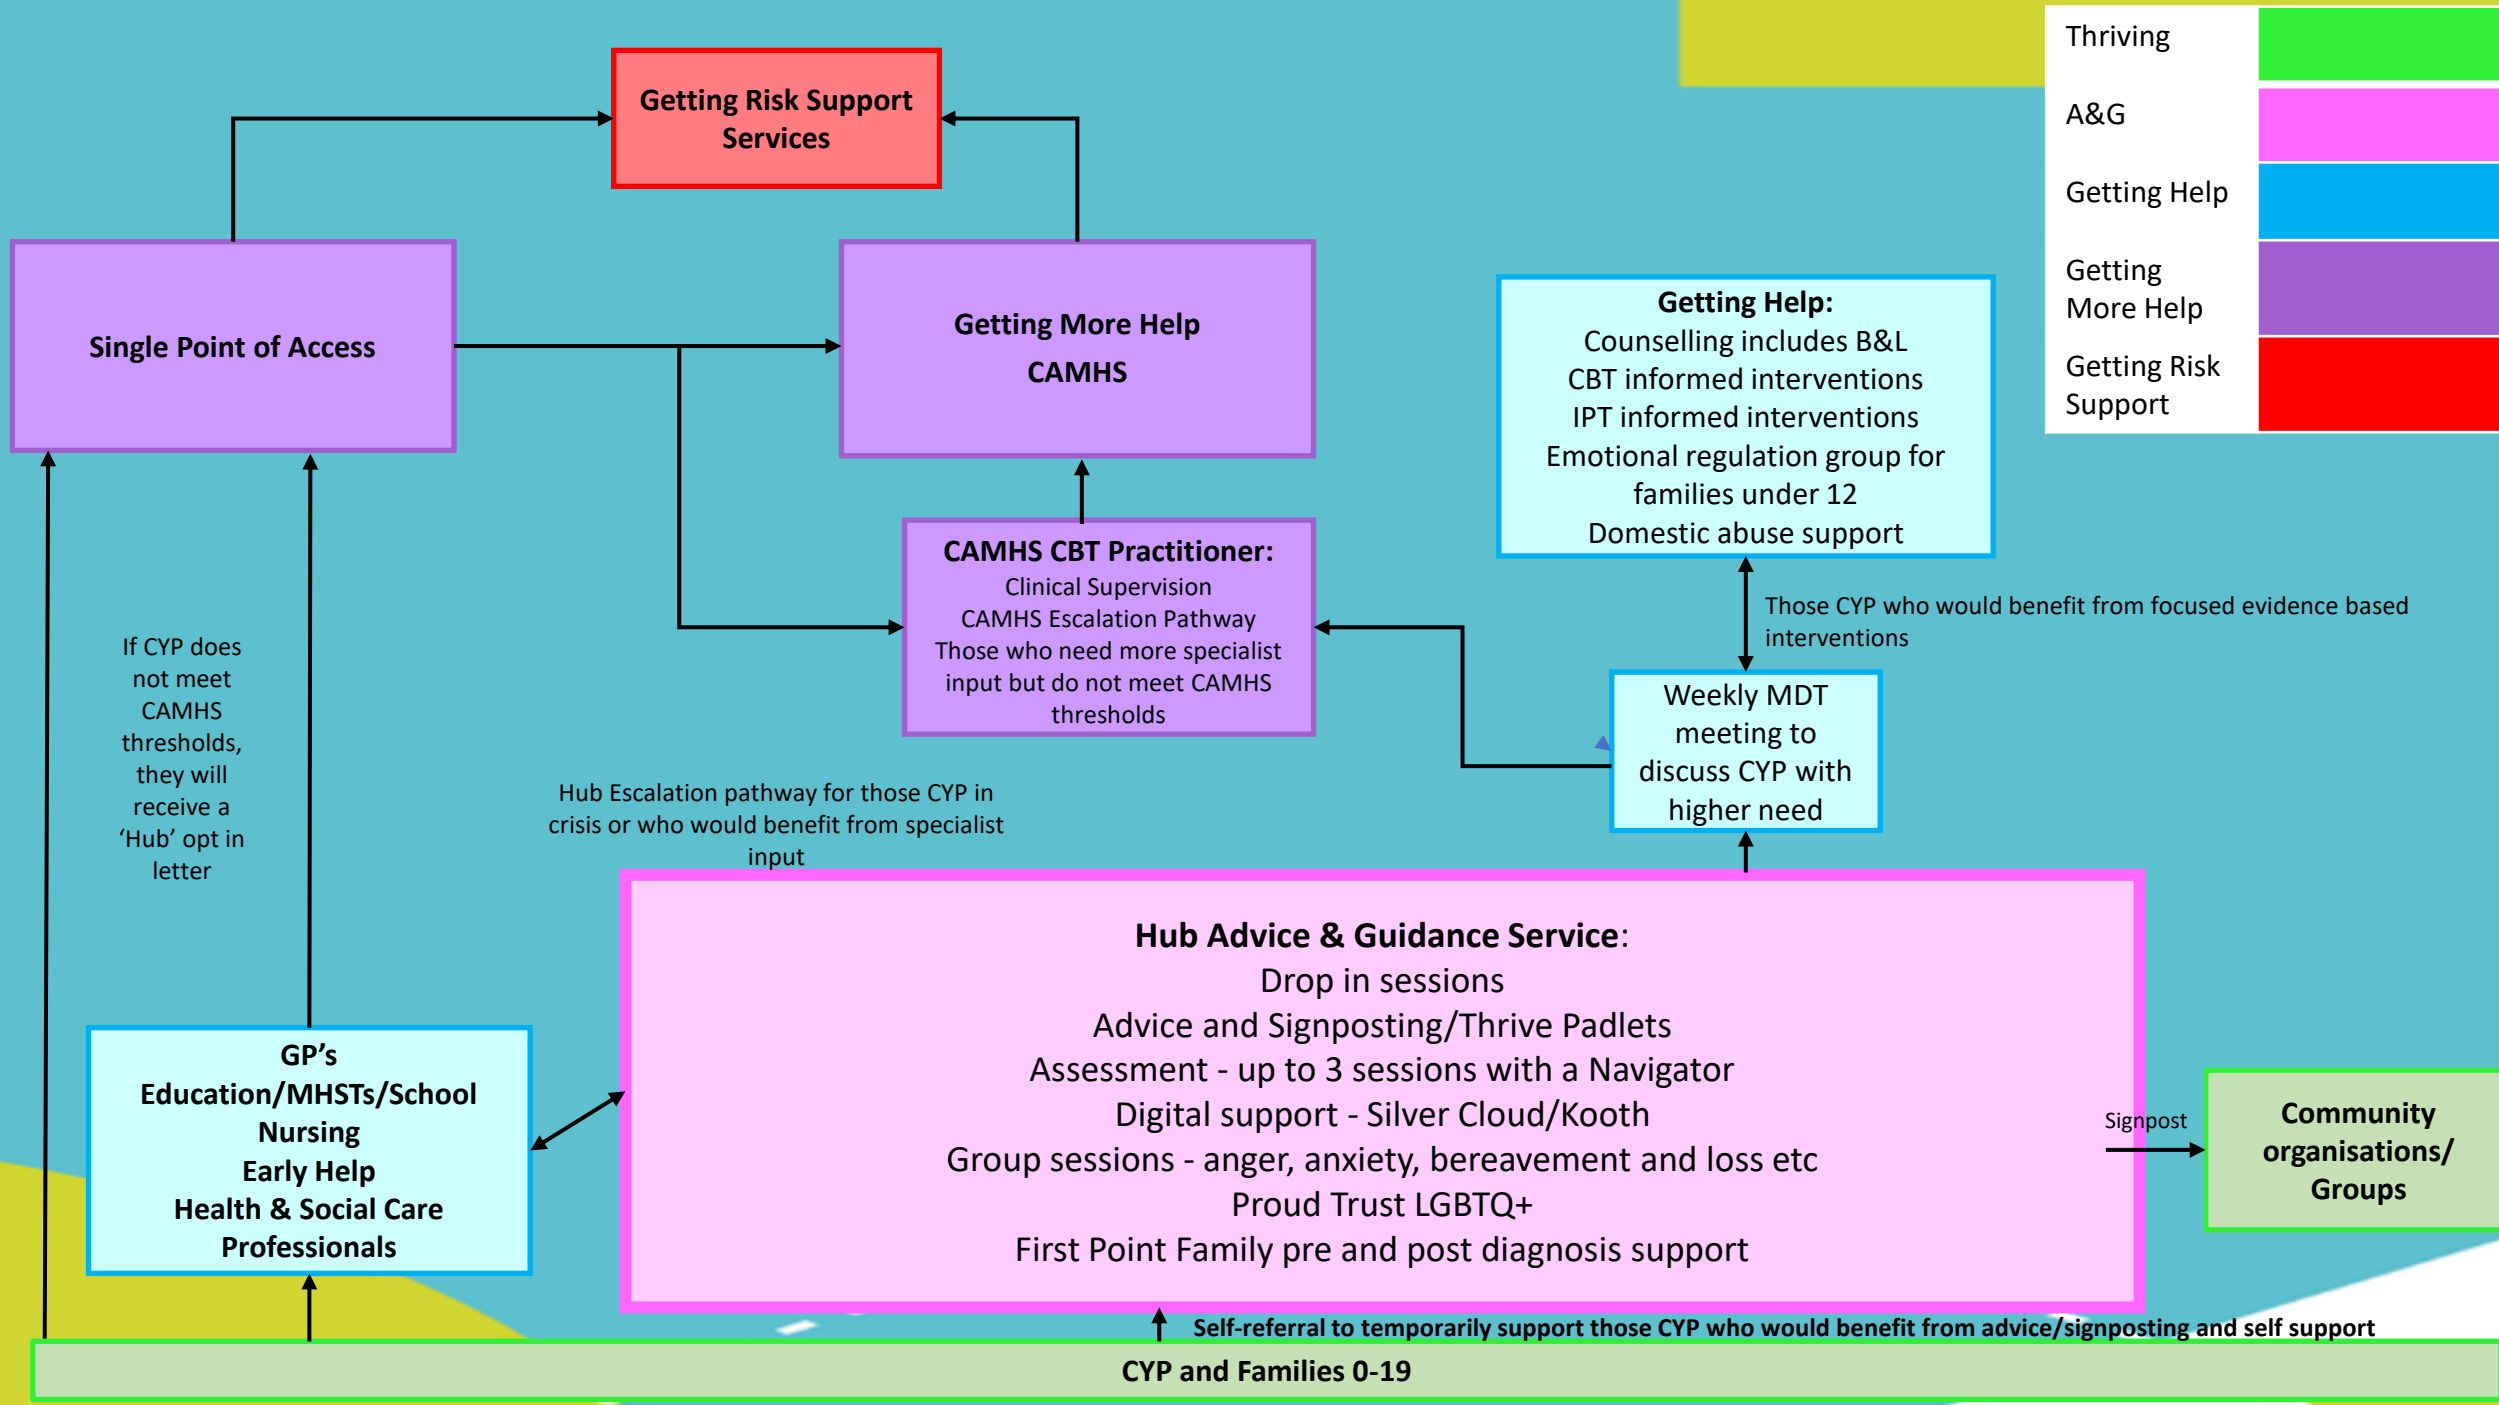 Getting Risk Support
Services
Thriving
A&G
Getting Help
Getting
More Help
Getting Risk
Support
Single Point of Access
Getting More Help
CAMHS
Getting Help:
Counselling includes B&L
CBT informed interventions
IPT informed interventions
Emotional regulation group for
families under 12
Domestic abuse support
CAMHS CBT Practitioner:
Clinical Supervision
CAMHS Escalation Pathway
Those who need more specialist
input but do not meet CAMHS
thresholds
Those CYP who would benefit from focused evidence based
interventions
If CYP does
not meet
CAMHS
thresholds,
they will
receive a
‘Hub’ opt in
letter
Weekly MDT
meeting to
discuss CYP with
higher need
Hub Escalation pathway for those CYP in
crisis or who would benefit from specialist
input
Hub Advice & Guidance Service:
Drop in sessions
Advice and Signposting/Thrive Padlets
Assessment - up to 3 sessions with a Navigator
Digital support - Silver Cloud/Kooth
Group sessions - anger, anxiety, bereavement and loss etc
Proud Trust LGBTQ+
First Point Family pre and post diagnosis support
GP’s
Education/MHSTs/School
Nursing
Early Help
Health & Social Care
Professionals
Signpost
Community
organisations/
Groups
Self-referral to temporarily support those CYP who would benefit from advice/signposting and self support
CYP and Families 0-19